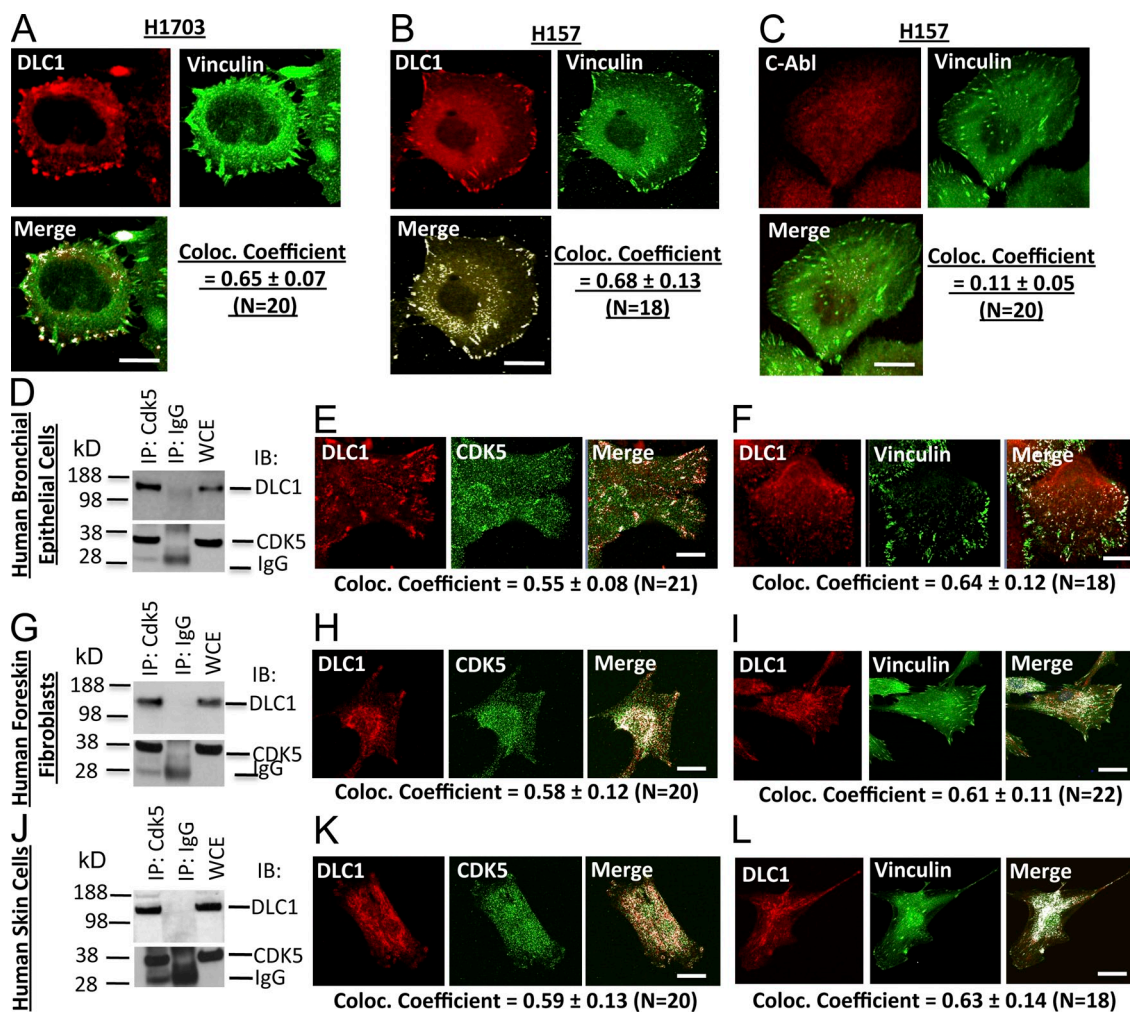 A
H1703
DLC1
Vinculin
Merge
Coloc. Coefficient
= 0.65 ± 0.07
(N=20)
B
H157
DLC1
Vinculin
Merge
Coloc. Coefficient
= 0.68 ± 0.13
(N=18)
C
H157
C-Abl
Vinculin
Merge
Coloc. Coefficient
= 0.11 ± 0.05
(N=20)
D
Human Bronchial
Epithelial Cells
kD
IP: Cdk5
IP: IgG
WCE
IB:
188
98
DLC1
38
28
CDK5
IgG
E
DLC1
CDK5
Merge
Coloc. Coefficient = 0.55 ± 0.08 (N=21)
F
DLC1
Vinculin
Merge
Coloc. Coefficient = 0.64 ± 0.12 (N=18)
G
Human Foreskin
Fibroblasts
kD
IP: Cdk5
IP: IgG
WCE
IB:
188
98
DLC1
38
28
CDK5
IgG
H
DLC1
CDK5
Merge
Coloc. Coefficient = 0.58 ± 0.12 (N=20)
I
DLC1
Vinculin
Merge
Coloc. Coefficient = 0.61 ± 0.11 (N=22)
J
Human Skin Cells
kD
IP: Cdk5
IP: IgG
WCE
IB:
188
98
DLC1
38
28
CDK5
IgG
K
DLC1
CDK5
Merge
Coloc. Coefficient = 0.59 ± 0.13 (N=20)
L
DLC1
Vinculin
Merge
Coloc. Coefficient = 0.63 ± 0.14 (N=18)